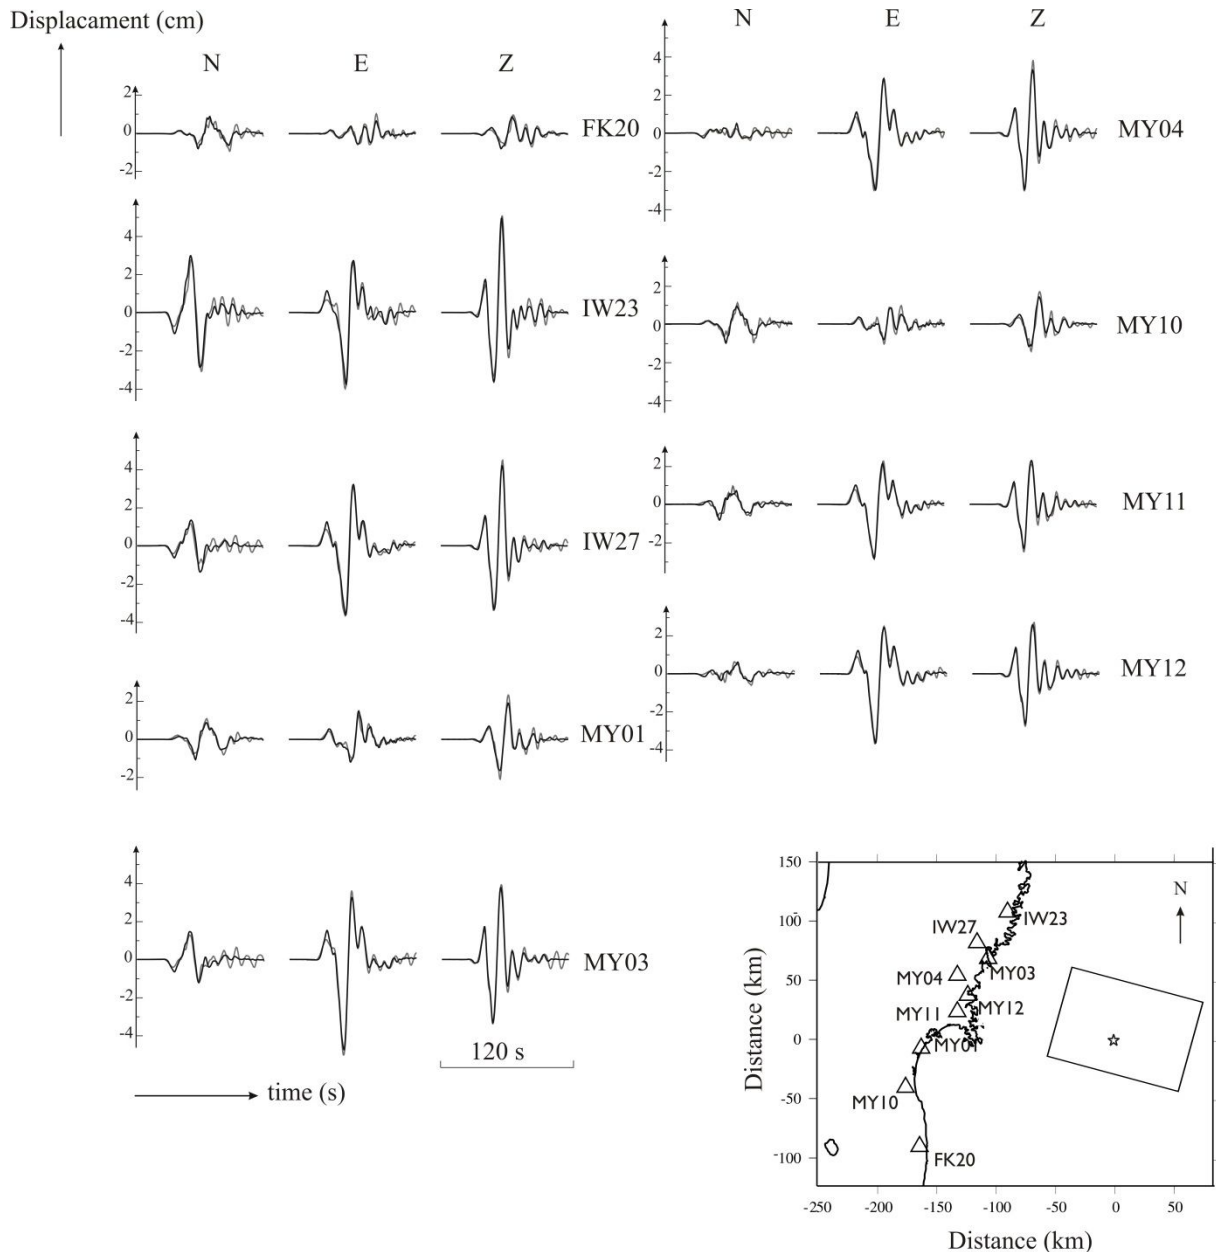 Displacament (cm)
N E Z
2
0
-2
FK20
4
2
0
-2
-4
IW23
4
2
0
-2
-4
IW27
2
0
-2
MY01
4
2
0
-2
-4
MY03
120 s
time (s)
N E Z
4
2
0
-2
-4
MY04
2
0
-2
-4
MY10
2
0
-2
MY11
2
0
-2
-4
MY12
150
100
50
0
-50
-100
Distance (km)
N
IW27
IW23
MY04
MY03
MY11
MY12
MY01
MY10
FK20
-250 -200 -150 -100 -50 0 50
Distance (km)